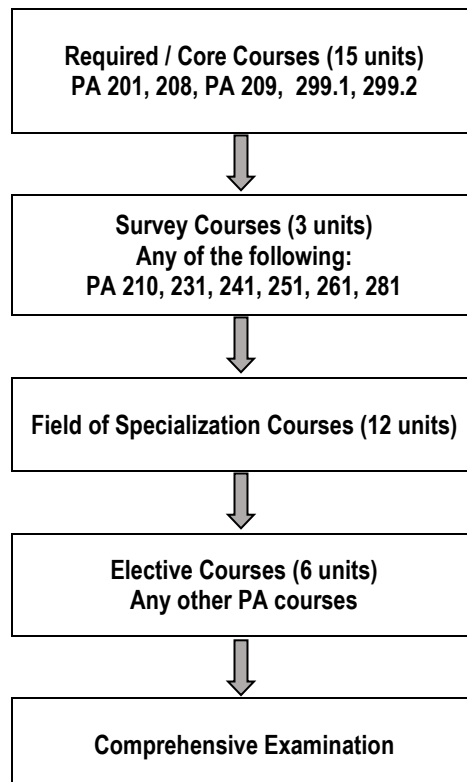 Required / Core Courses (15 units)
PA 201, 208, PA 209, 299.1, 299.2
Survey Courses (3 units)
Any of the following:
PA 210, 231, 241, 251, 261, 281
Field of Specialization Courses (12 units)
Elective Courses (6 units)
Any other PA courses
Comprehensive Examination